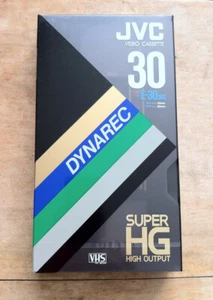 JVC
VIDEO CASSETTE
30
E-30
DYNAREC
SUPER
HG
HIGH OUTPUT
VHS